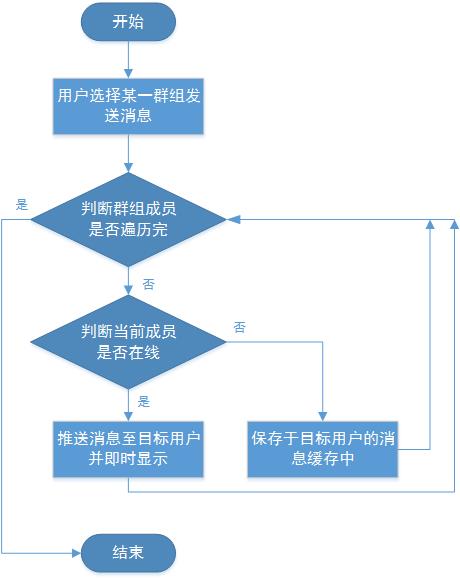 开始
用户选择某一群组发
送消息
是
判断群组成员
是否遍历完
否
判断当前成员
是否在线
否
是
推送消息至目标用户
并即时显示
保存于目标用户的消
息缓存中
结束